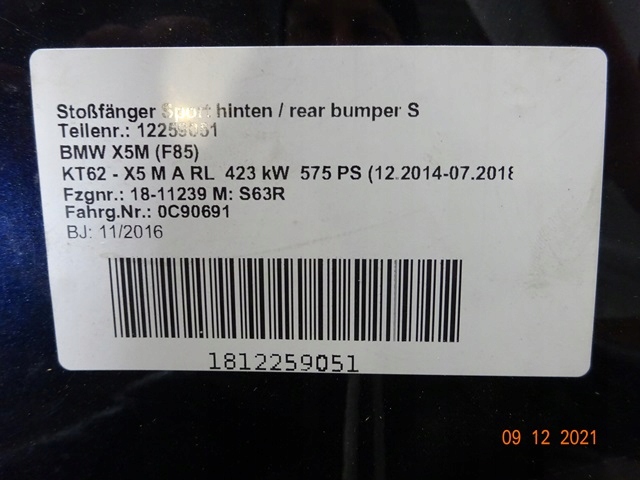 Stoßfänger Sport hinten / rear bumper S
Teilenr.: 12259051
BMW X5M (F85)
KT62 - X5 M A RL 423 kW 575 PS (12.2014-07.2018
Fzgnr.: 18-11239 M: S63R
Fahrg.Nr.: 0C90691
BJ: 11/2016
1812259051
09 12 2021